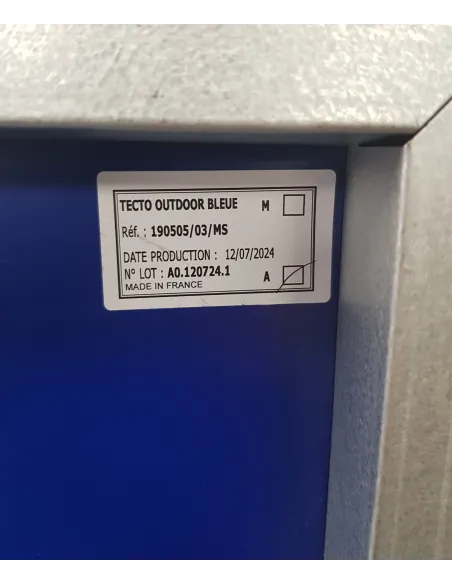 TECTO OUTDOOR BLEUE M
Réf. : 190505/03/MS
DATE PRODUCTION : 12/07/2024
N° LOT : A0.120724.1 A
MADE IN FRANCE